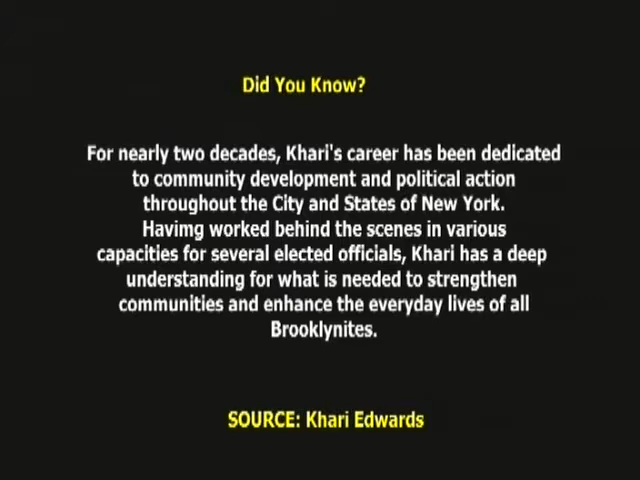 Did You Know?
For nearly two decades, Khari's career has been dedicated
to community development and political action
throughout the City and States of New York.
Havimg worked behind the scenes in various
capacities for several elected officials, Khari has a deep
understanding for what is needed to strengthen
communities and enhance the everyday lives of all
Brooklynites.
SOURCE: Khari Edwards